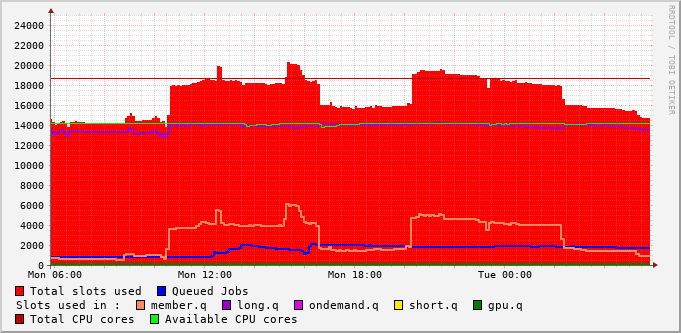 24000
22000
20000
18000
16000
14000
12000
10000
8000
6000
4000
2000
0
Mon 06:00 Mon 12:00 Mon 18:00 Tue 00:00
Total slots used Queued Jobs
Slots used in : member.q long.q ondemand.q short.q gpu.q
Total CPU cores Available CPU cores
RRDTOOL / TOBI OETIKER